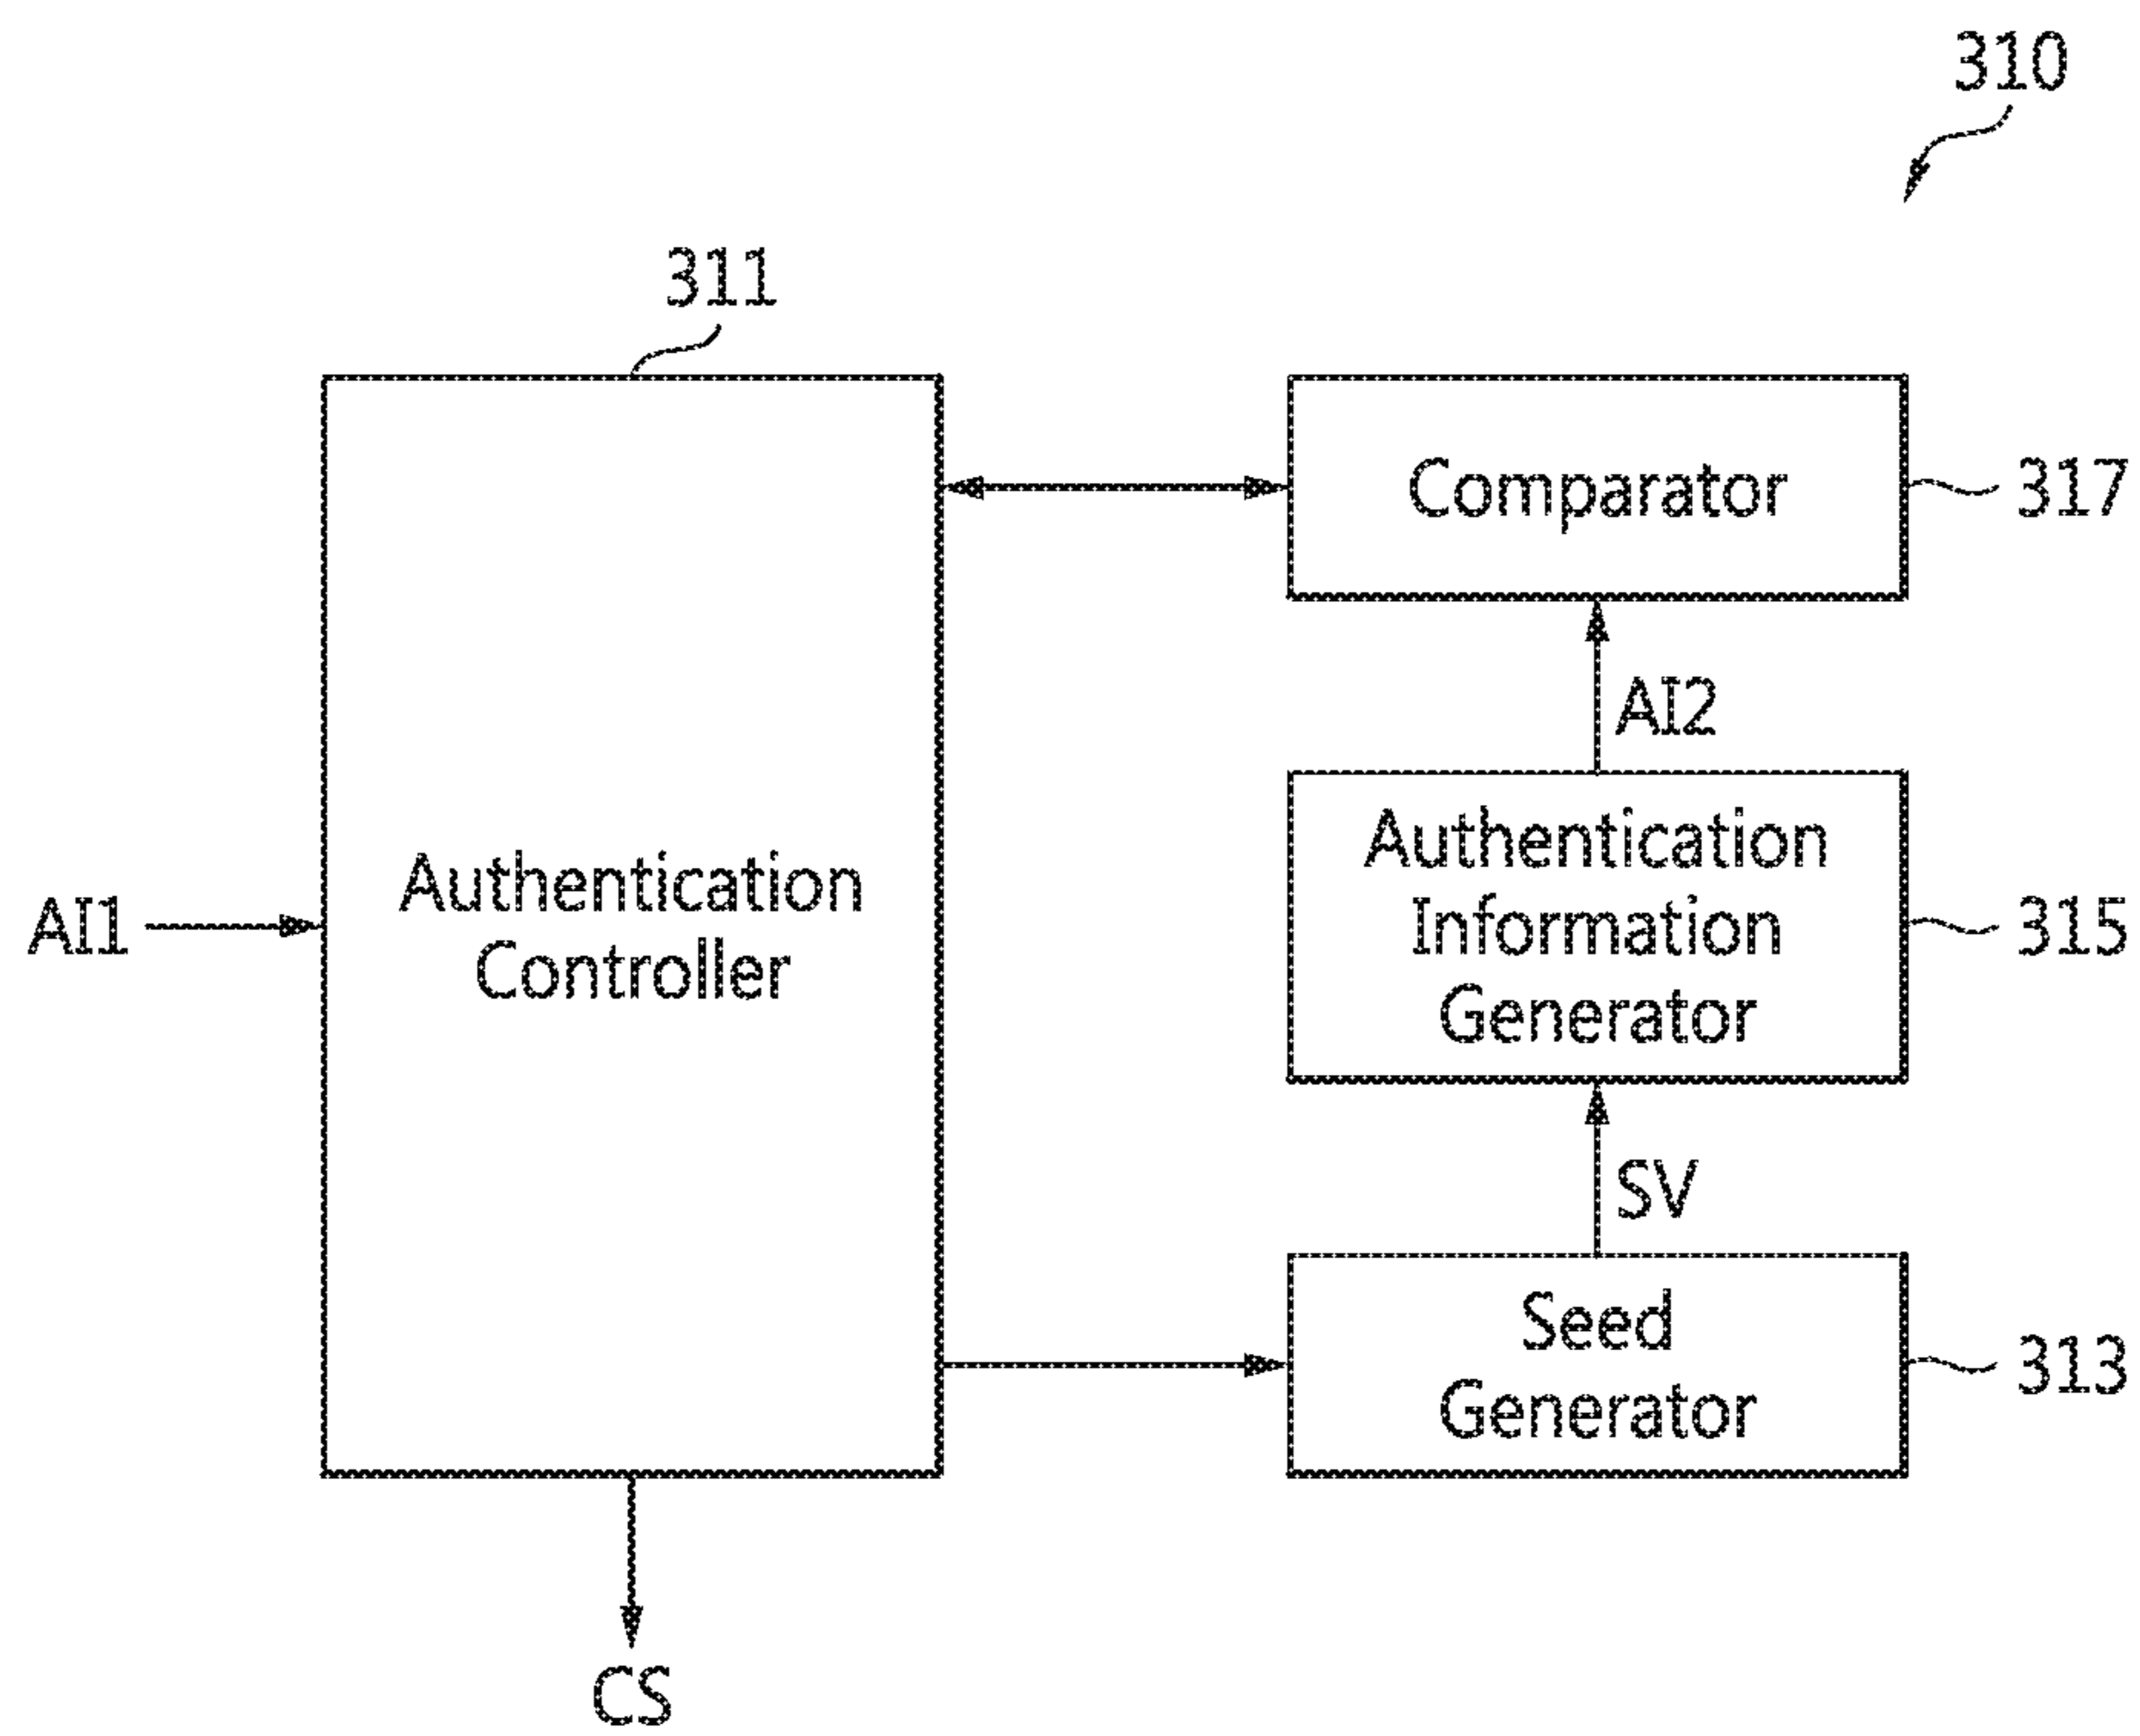 310
311
Comparator
317
AI2
Authentication
Information
Generator
315
AI1
Authentication
Controller
SV
Seed
Generator
313
CS